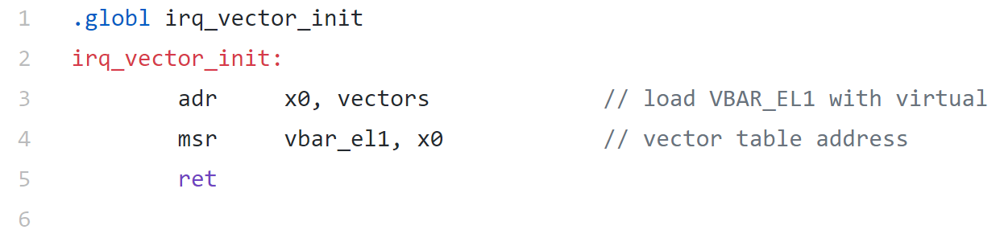 1 .globl irq_vector_init
2 irq_vector_init:
3 adr x0, vectors // load VBAR_EL1 with virtual
4 msr vbar_el1, x0 // vector table address
5 ret
6